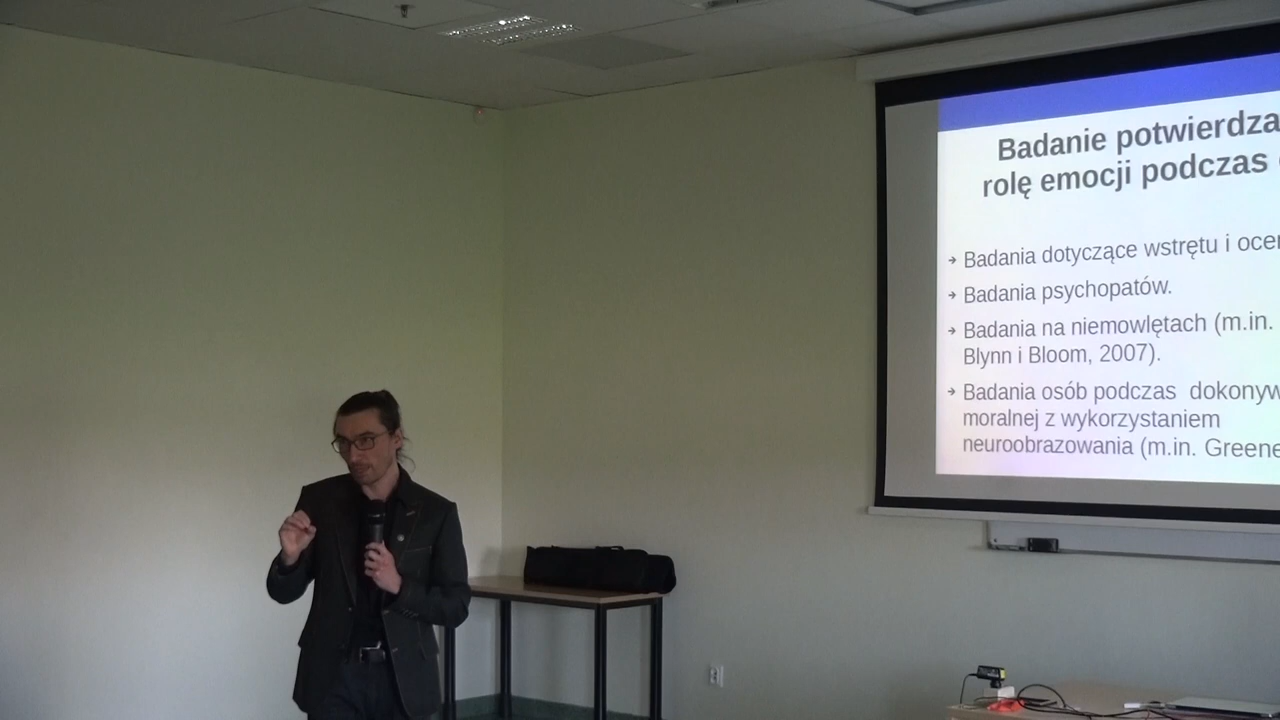 Badanie potwierdza
rolę emocji podczas
Badania dotyczące wstrętu i ocen
Badania psychopatów.
Badania na niemowlętach (m.in.
Blynn i Bloom, 2007).
Badania osób podczas dokonyw
moralnej z wykorzystaniem
neuroobrazowania (m.in. Greene